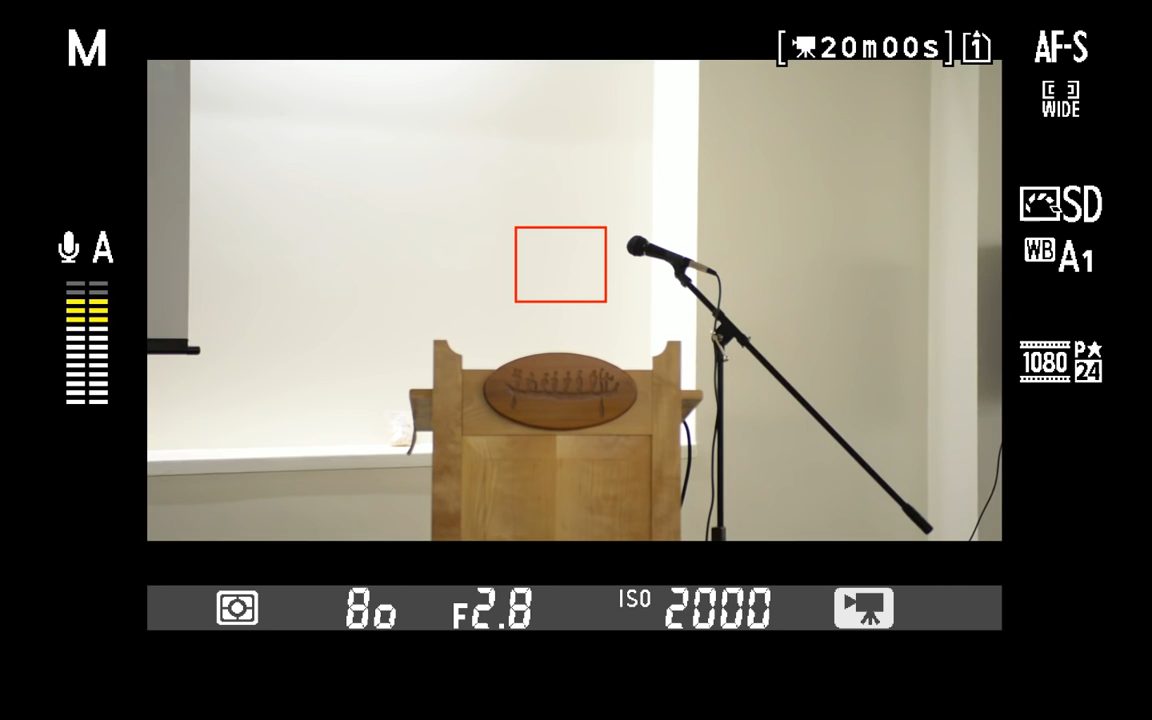 M
[20m00s] 1
AF-S
WIDE
SD
A
WB A1
1080 P★ 24
80 F2.8 ISO 2000